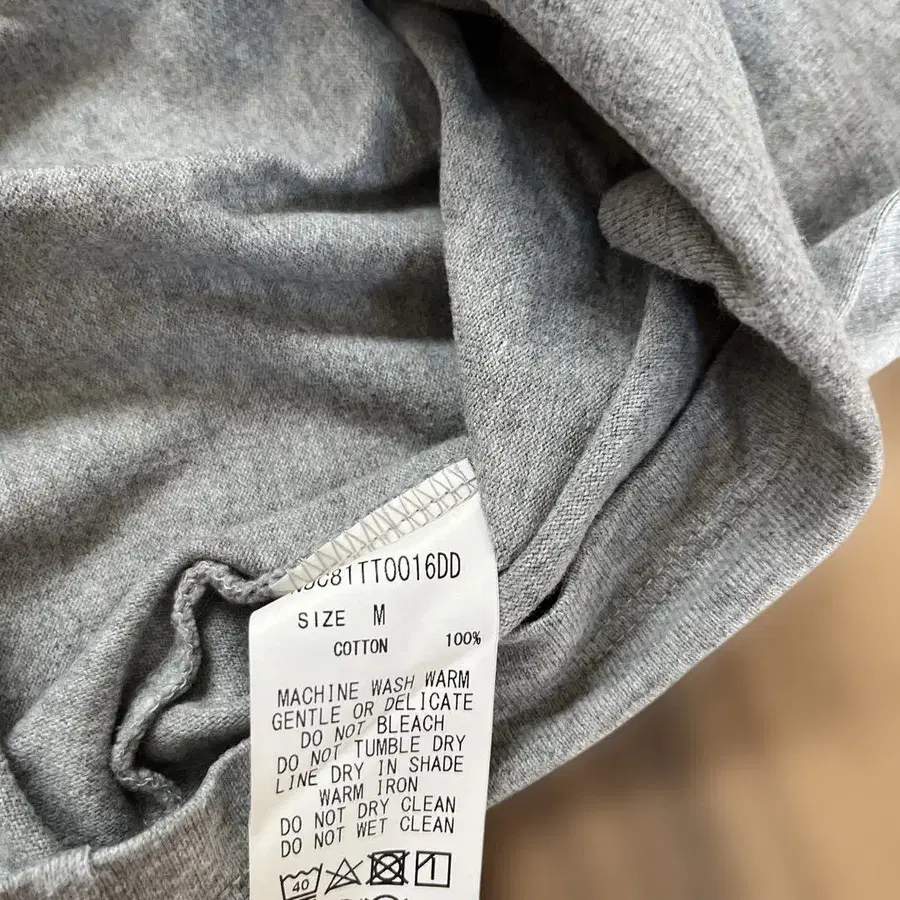 C81TT0016DD
SIZE M
COTTON 100%
MACHINE WASH WARM
GENTLE OR DELICATE
DO NOT BLEACH
DO NOT TUMBLE DRY
LINE DRY IN SHADE
WARM IRON
DO NOT DRY CLEAN
DO NOT WET CLEAN
40